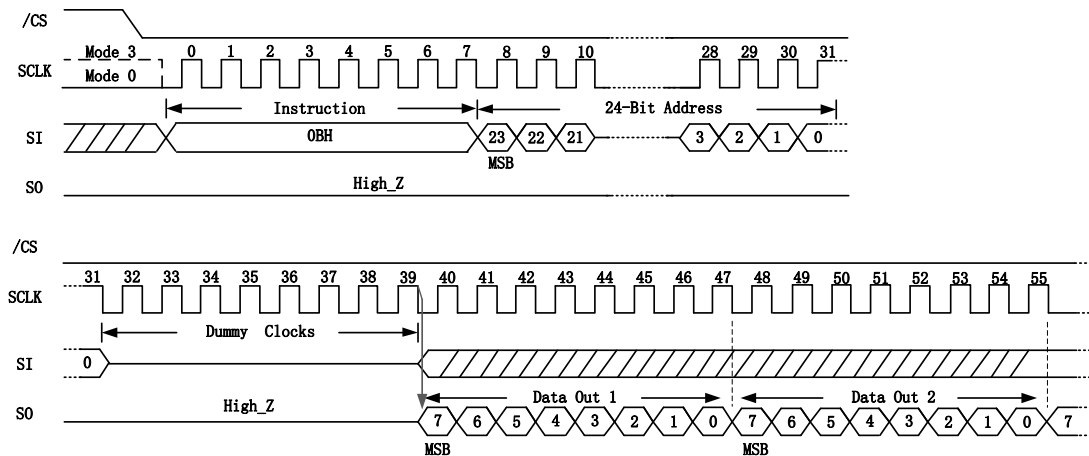 /CS
Mode 3 0 1 2 3 4 5 6 7 8 9 10 28 29 30 31
SCLK
Mode 0
Instruction 24-Bit Address
SI 0BH 23 22 21 3 2 1 0
MSB
SO High_Z
/CS
31 32 33 34 35 36 37 38 39 40 41 42 43 44 45 46 47 48 49 50 51 52 53 54 55
SCLK
Dummy Clocks
SI 0
High_Z Data Out 1 Data Out 2
SO 7 6 5 4 3 2 1 0 7 6 5 4 3 2 1 0 7
MSB MSB